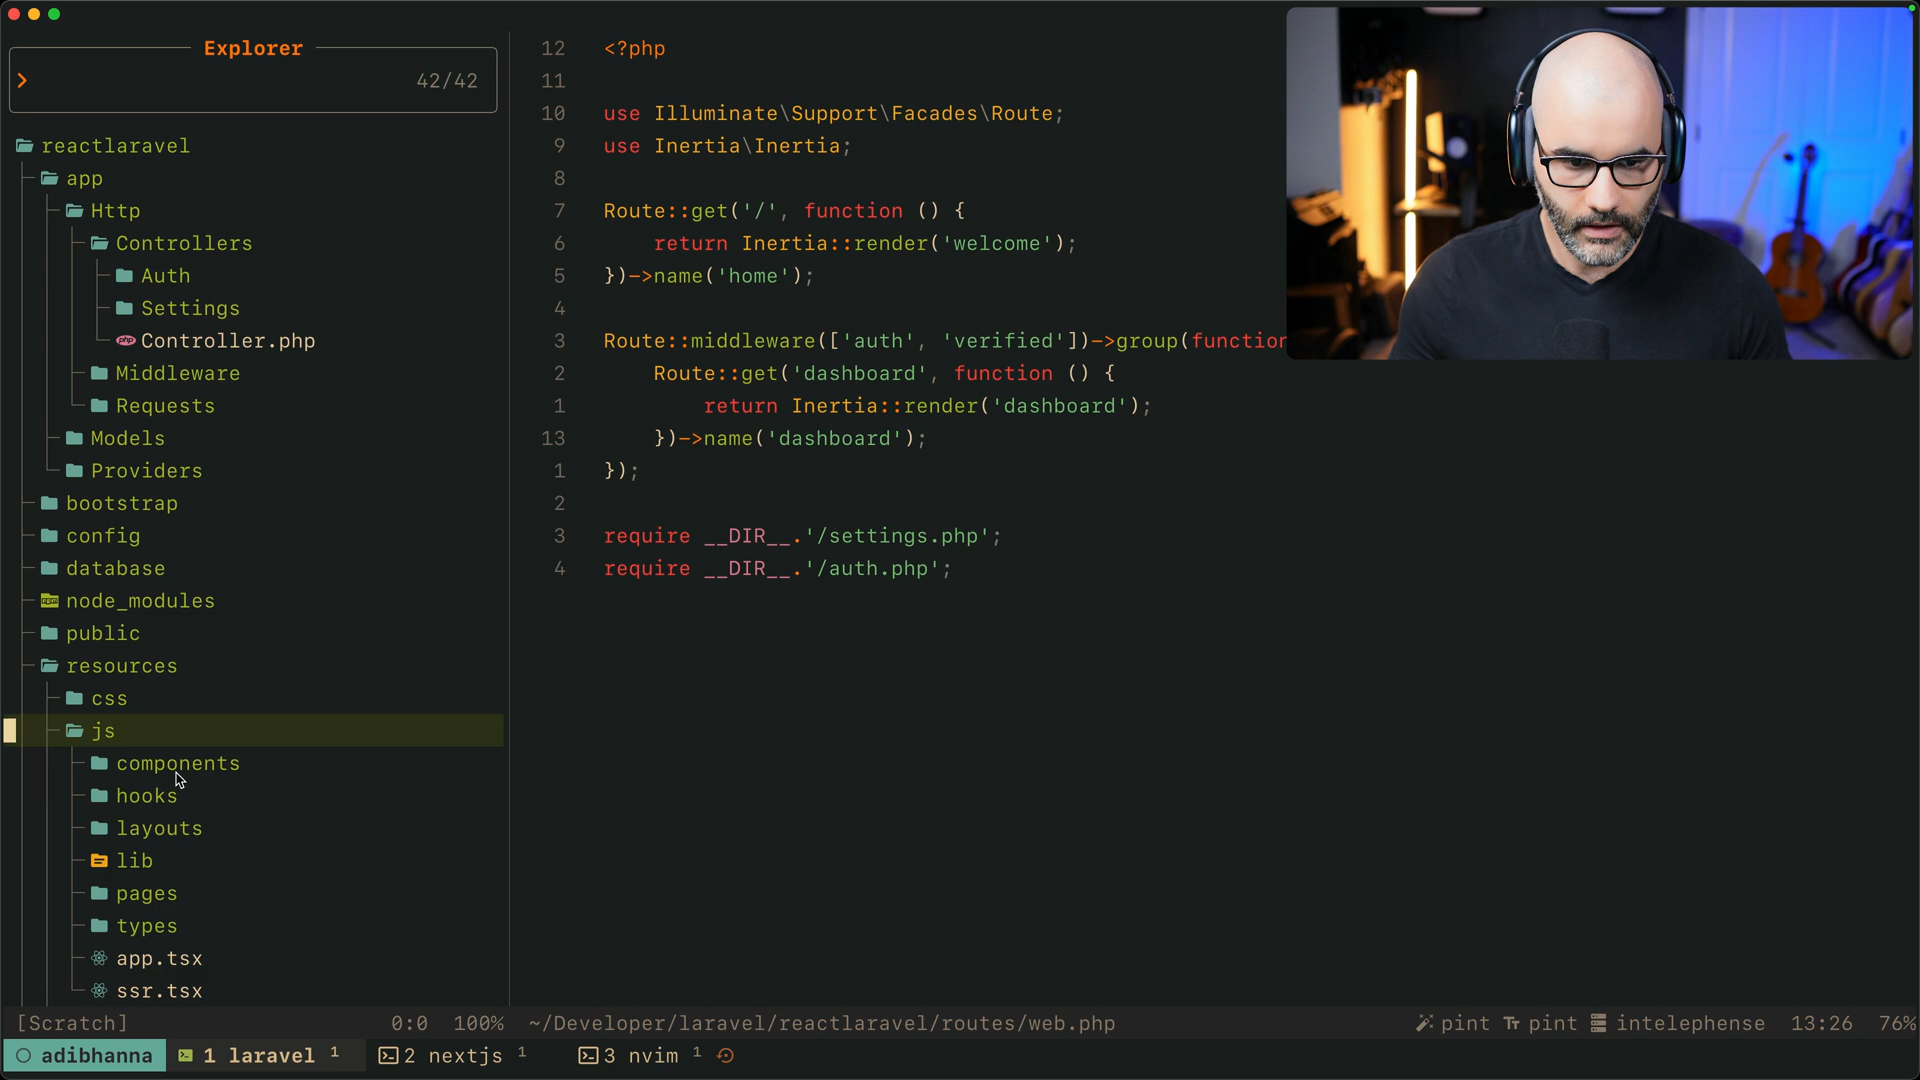 Explorer
42/42
reactlaravel
app
Http
Controllers
Auth
Settings
Controller.php
Middleware
Requests
Models
Providers
bootstrap
config
database
node_modules
public
resources
css
js
components
hooks
layouts
lib
pages
types
app.tsx
ssr.tsx
[Scratch] 0:0 100%
12 <?php
11
10 use Illuminate\Support\Facades\Route;
9 use Inertia\Inertia;
8
7 Route::get('/', function () {
6 return Inertia::render('welcome');
5 })->name('home');
4
3 Route::middleware(['auth', 'verified'])->group(function
2 Route::get('dashboard', function () {
1 return Inertia::render('dashboard');
13 })->name('dashboard');
1 });
2
3 require __DIR__.'/settings.php';
4 require __DIR__.'/auth.php';
~/Developer/laravel/reactlaravel/routes/web.php pint Tт pint intelephense 13:26 76%
adibhanna 1 laravel 1 2 nextjs 1 3 nvim 1